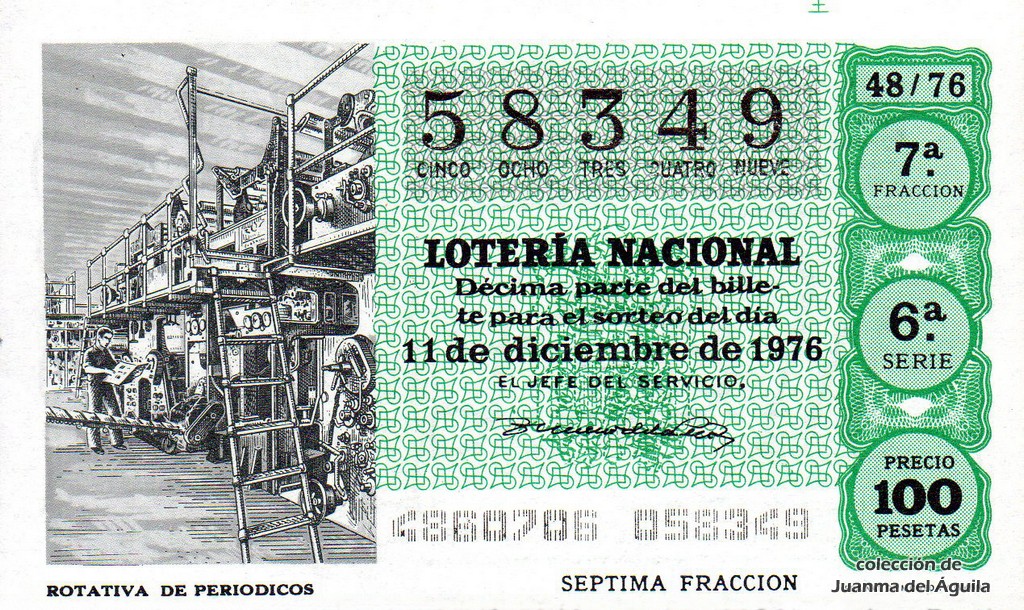 58349
CINCO OCHO TRES CUATRO NUEVE
LOTERÍA NACIONAL
Décima parte del bille-
te para el sorteo del día
11 de diciembre de 1976
EL JEFE DEL SERVICIO,
4860706 058349
48/76
7ª.
FRACCION
6ª.
SERIE
PRECIO
100
PESETAS
ROTATIVA DE PERIODICOS
SEPTIMA FRACCION
colección de
Juanma del Águila